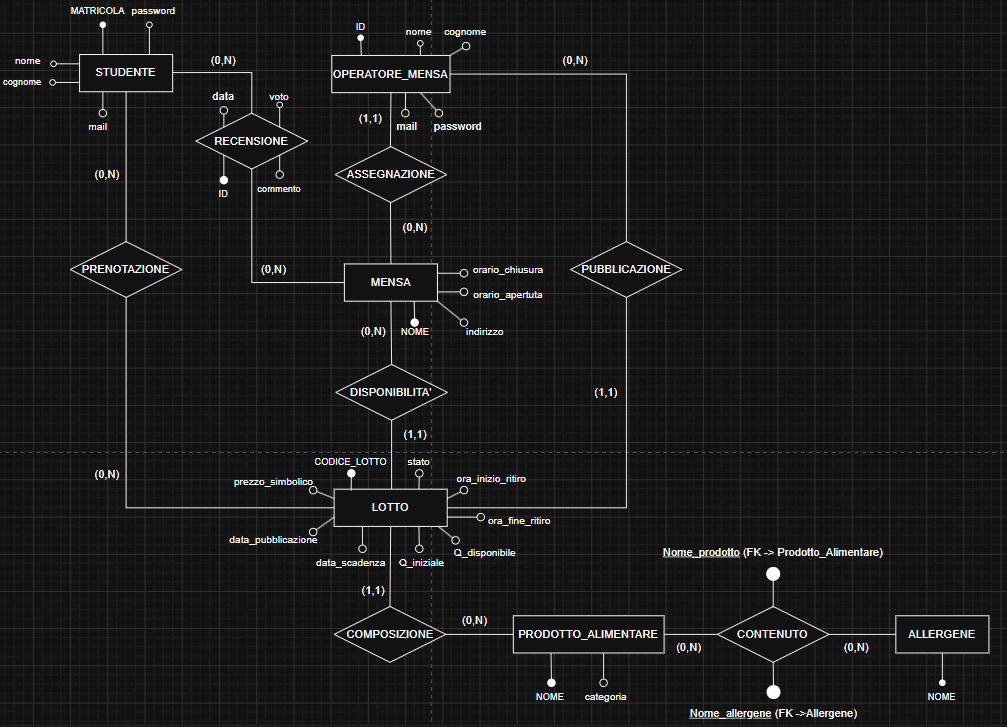 MATRICOLA password
ID
nome cognome
nome
cognome
STUDENTE
(0,N)
OPERATORE_MENSA
(0,N)
data voto
mail
(1,1)
mail password
RECENSIONE
(0,N)
ID
commento
ASSEGNAZIONE
(0,N)
PRENOTAZIONE
(0,N)
MENSA
orario_chiusura
orario_apertuta
PUBBLICAZIONE
(0,N)
NOME
indirizzo
DISPONIBILITA'
(1,1)
(1,1)
(0,N)
CODICE_LOTTO stato
prezzo_simbolico
ora_inizio_ritiro
LOTTO
ora_fine_ritiro
data_pubblicazione
data_scadenza Q_iniziale
Q_disponibile
Nome_prodotto (FK -> Prodotto_Alimentare)
(1,1)
(0,N)
COMPOSIZIONE
PRODOTTO_ALIMENTARE
(0,N)
CONTENUTO
(0,N)
ALLERGENE
NOME categoria
NOME
Nome_allergene (FK ->Allergene)